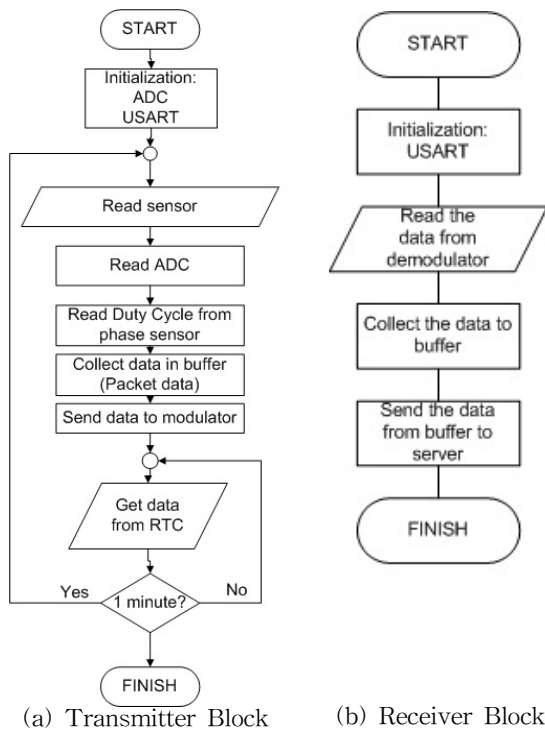 START
Initialization:
ADC
USART
Read sensor
Read ADC
Read Duty Cycle from
phase sensor
Collect data in buffer
(Packet data)
Send data to modulator
Get data
from RTC
Yes
1 minute?
No
FINISH
(a) Transmitter Block
START
Initialization:
USART
Read the
data from
demodulator
Collect the data to
buffer
Send the data
from buffer to
server
FINISH
(b) Receiver Block